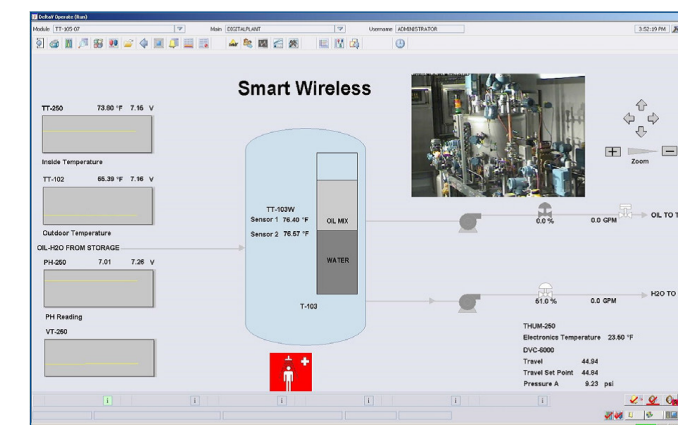 DeltaV Operate (Run)
Module TT-105-07 Main DIGITALPLANT Username ADMINISTRATOR 3:52:19 PM
Smart Wireless
TT-250 73.80 °F 7.15 V
Inside Temperature
TT-102 65.39 °F 7.16 V
Outdoor Temperature
OIL-H2O FROM STORAGE
PH-250 7.01 7.26 V
PH Reading
VT-250
TT-103W
Sensor 1 76.40 °F
Sensor 2 76.57 °F
OIL MIX
WATER
T-103
Zoom
0.0 % 0.0 GPM OIL TO T
61.0 % 0.0 GPM H2O TO
THUM-250
Electronics Temperature 23.60 °F
DVC-6000
Travel 44.94
Travel Set Point 44.84
Pressure A 9.23 psi